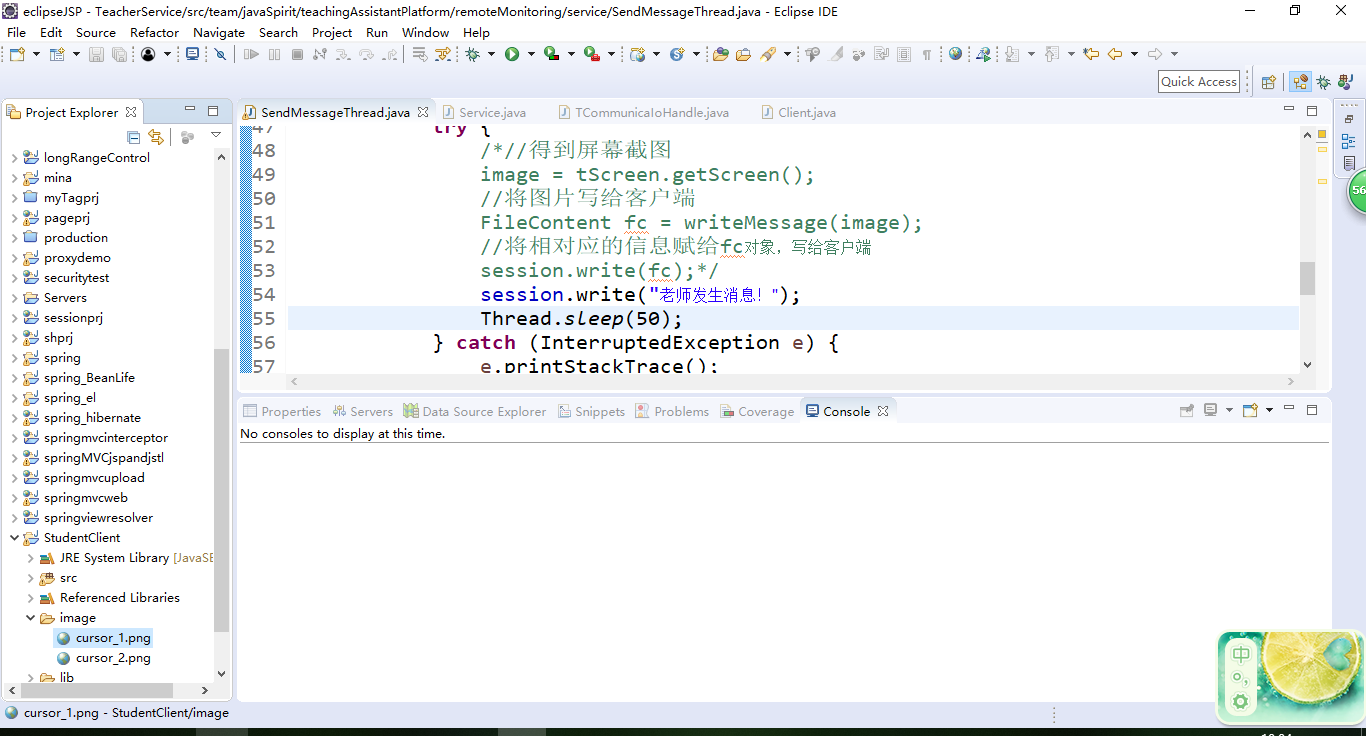 eclipseJSP - TeacherService/src/team/javaSpirit/teachingAssistantPlatform/remoteMonitoring/service/SendMessageThread.java - Eclipse IDE
File Edit Source Refactor Navigate Search Project Run Window Help
Quick Access
Project Explorer
longRangeControl
mina
myTagprj
pageprj
production
proxydemo
securitytest
Servers
sessionprj
shprj
spring
spring_BeanLife
spring_el
spring_hibernate
springmvcinterceptor
springMVCjspandjstl
springmvcupload
springmvcweb
springviewresolver
StudentClient
JRE System Library [JavaSE
src
Referenced Libraries
image
cursor_1.png
cursor_2.png
lib
SendMessageThread.java Service.java TCommunicaIoHandle.java Client.java
47 try {
48 /*//得到屏幕截图
49 image = tScreen.getScreen();
50 //将图片写给客户端
51 FileContent fc = writeMessage(image);
52 //将相对应的信息赋给fc对象，写给客户端
53 session.write(fc);*/
54 session.write("老师发生消息！");
55 Thread.sleep(50);
56 } catch (InterruptedException e) {
57 e.printStackTrace();
Properties Servers Data Source Explorer Snippets Problems Coverage Console
No consoles to display at this time.
56
中
cursor_1.png - StudentClient/image